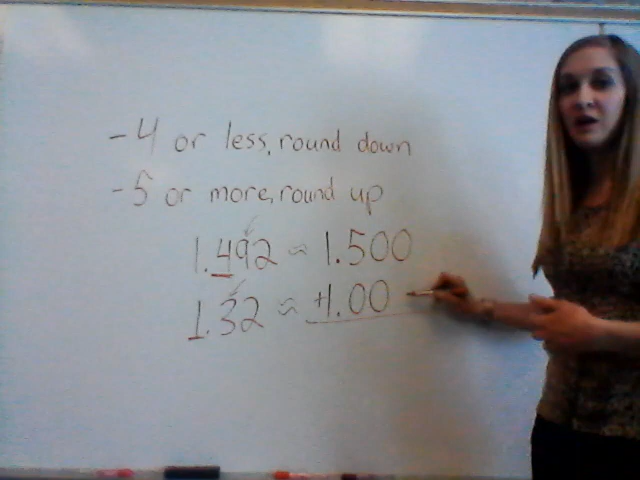 -4 or less, round down
-5 or more, round up
1.492 ≈ 1.500
1.32 ≈ +1.00